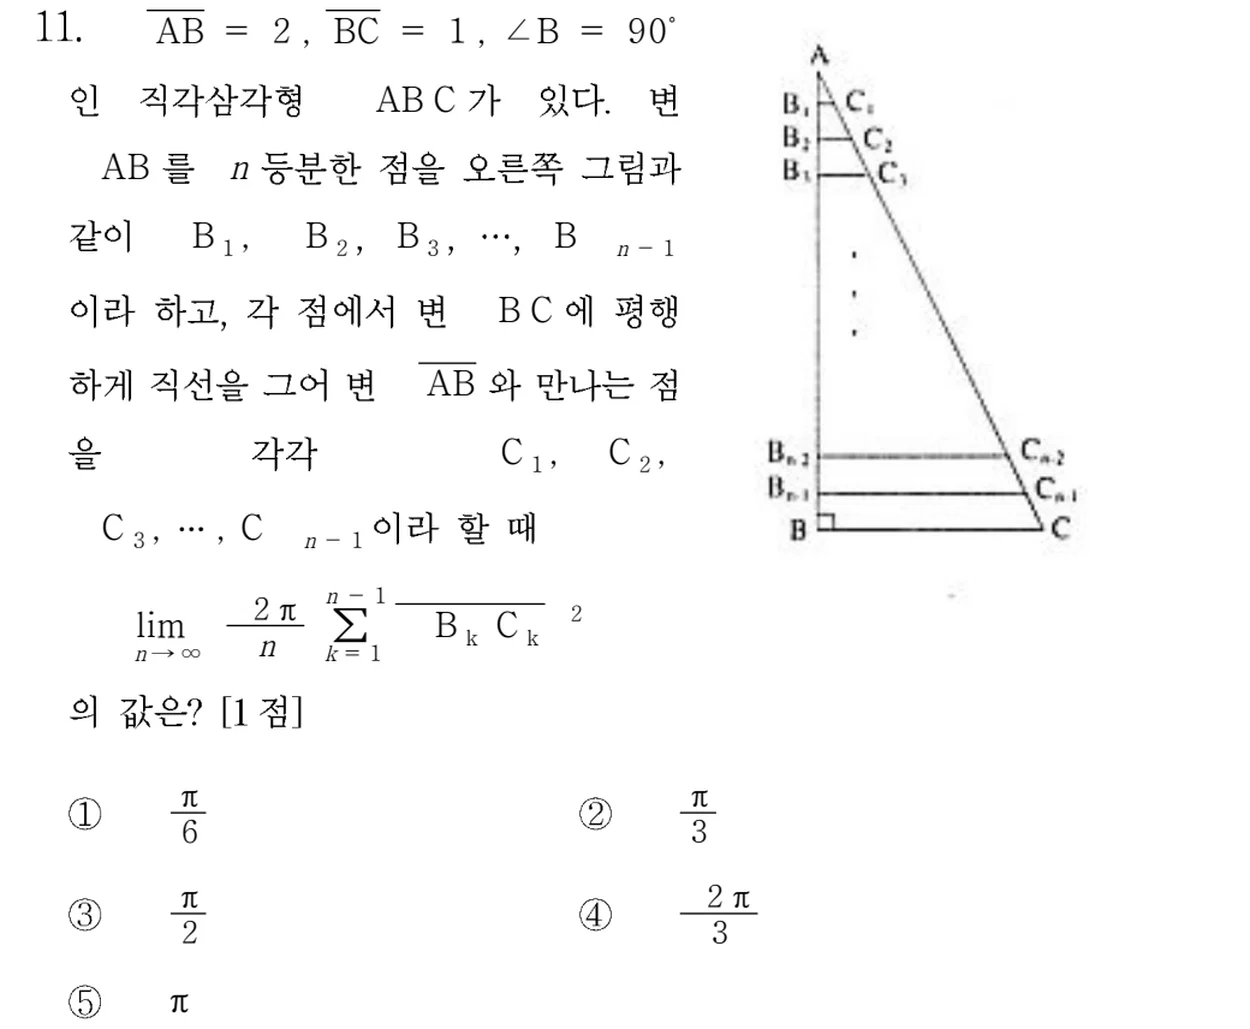 11. AB = 2, BC = 1, ∠B = 90°
인 직각삼각형 ABC가 있다. 변
AB를 n등분한 점을 오른쪽 그림과
같이 B₁, B₂, B₃, ⋯, B n-1
이라 하고, 각 점에서 변 BC에 평행
하게 직선을 그어 변 AB와 만나는 점
을 각각 C₁, C₂,
C₃, ⋯, C n-1이라 할 때
lim n→∞ 2π/n ∑ k=1 n-1 B k C k 2
의 값은? [1점]
① π/6 ② π/3
③ π/2 ④ 2π/3
⑤ π
A
B₁ C₁
B₂ C₂
B₃ C₃
Bn-2 Cn-2
Bn-1 Cn-1
B C